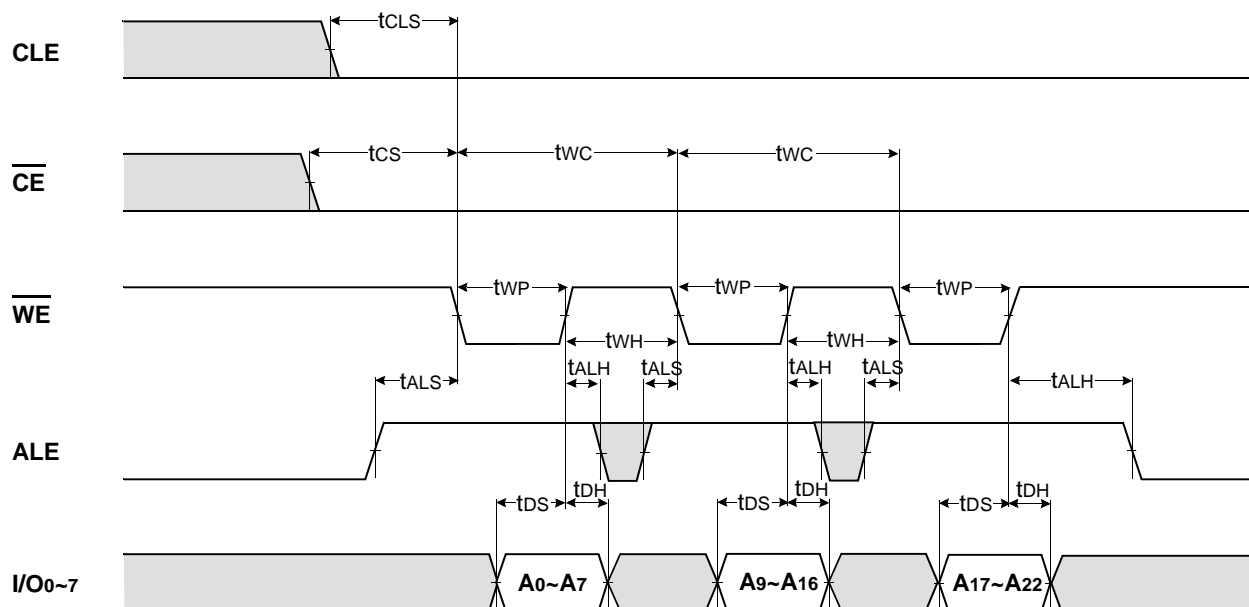 tCLS
CLE
tCS tWC tWC
CE
tWP tWP tWP
WE
tWH tWH
tALS tALH tALS tALH tALS tALH
ALE
tDS tDH tDS tDH tDS tDH
I/O0~7 A0~A7 A9~A16 A17~A22